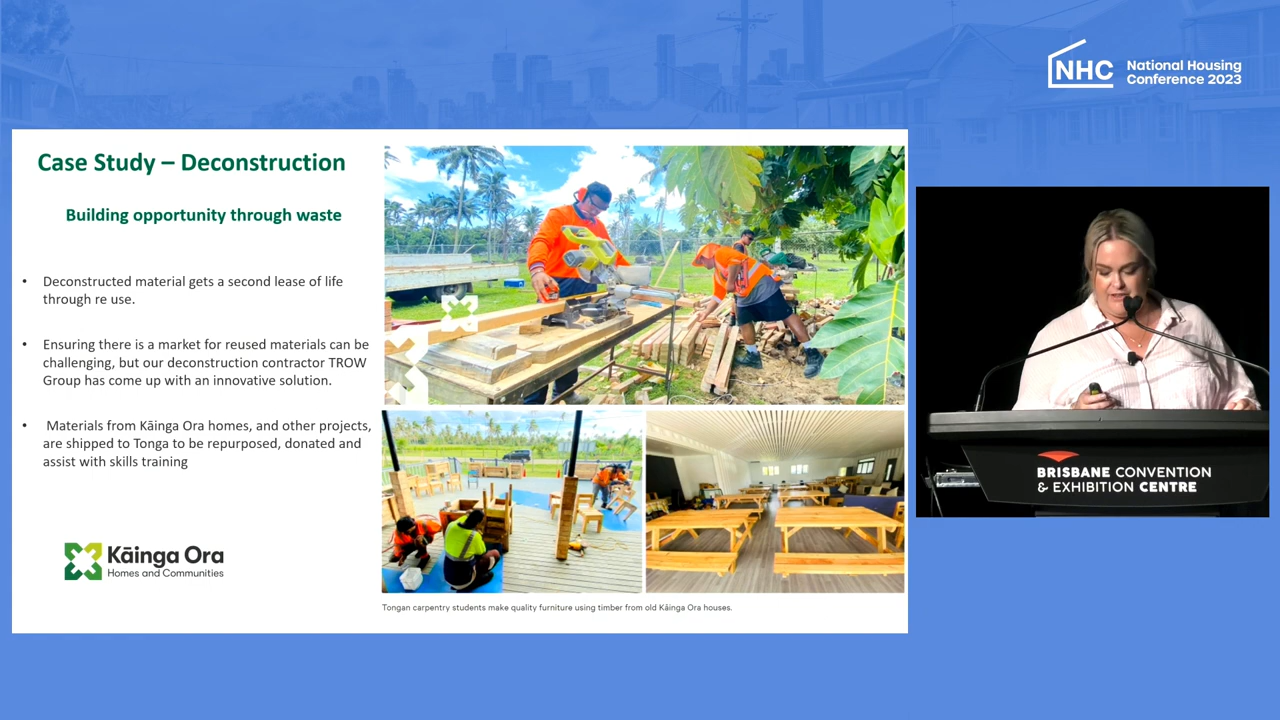 NHC
National Housing
Conference 2023
Case Study – Deconstruction
Building opportunity through waste
• Deconstructed material gets a second lease of life
through re use.
• Ensuring there is a market for reused materials can be
challenging, but our deconstruction contractor TROW
Group has come up with an innovative solution.
• Materials from Kāinga Ora homes, and other projects,
are shipped to Tonga to be repurposed, donated and
assist with skills training
Kāinga Ora
Homes and Communities
Tongan carpentry students make quality furniture using timber from old Kāinga Ora houses.
BRISBANE CONVENTION
& EXHIBITION CENTRE